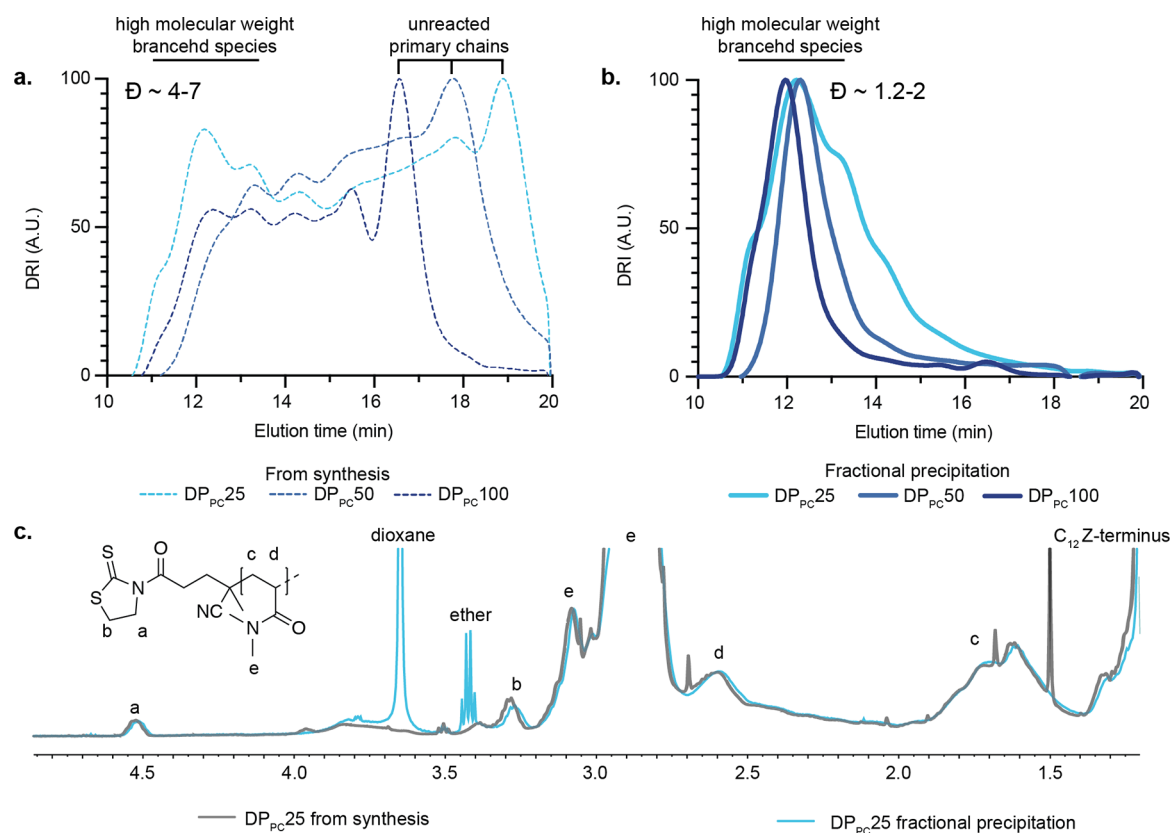 high molecular weight
brancehd species
unreacted
primary chains
a.
Đ ~ 4-7
100
50
0
DRI (A.U.)
10 12 14 16 18 20
Elution time (min)
From synthesis
DPPC25 DPPC50 DPPC100
high molecular weight
brancehd species
b.
Đ ~ 1.2-2
100
50
0
DRI (A.U.)
10 12 14 16 18 20
Elution time (min)
Fractional precipitation
DPPC25 DPPC50 DPPC100
c.
dioxane
e
C12 Z-terminus
S
O
c d
S
N
NC
N
O
b a
e
ether
a
b
e
d
c
4.5 4.0 3.5 3.0 2.5 2.0 1.5
DPPC25 from synthesis
DPPC25 fractional precipitation